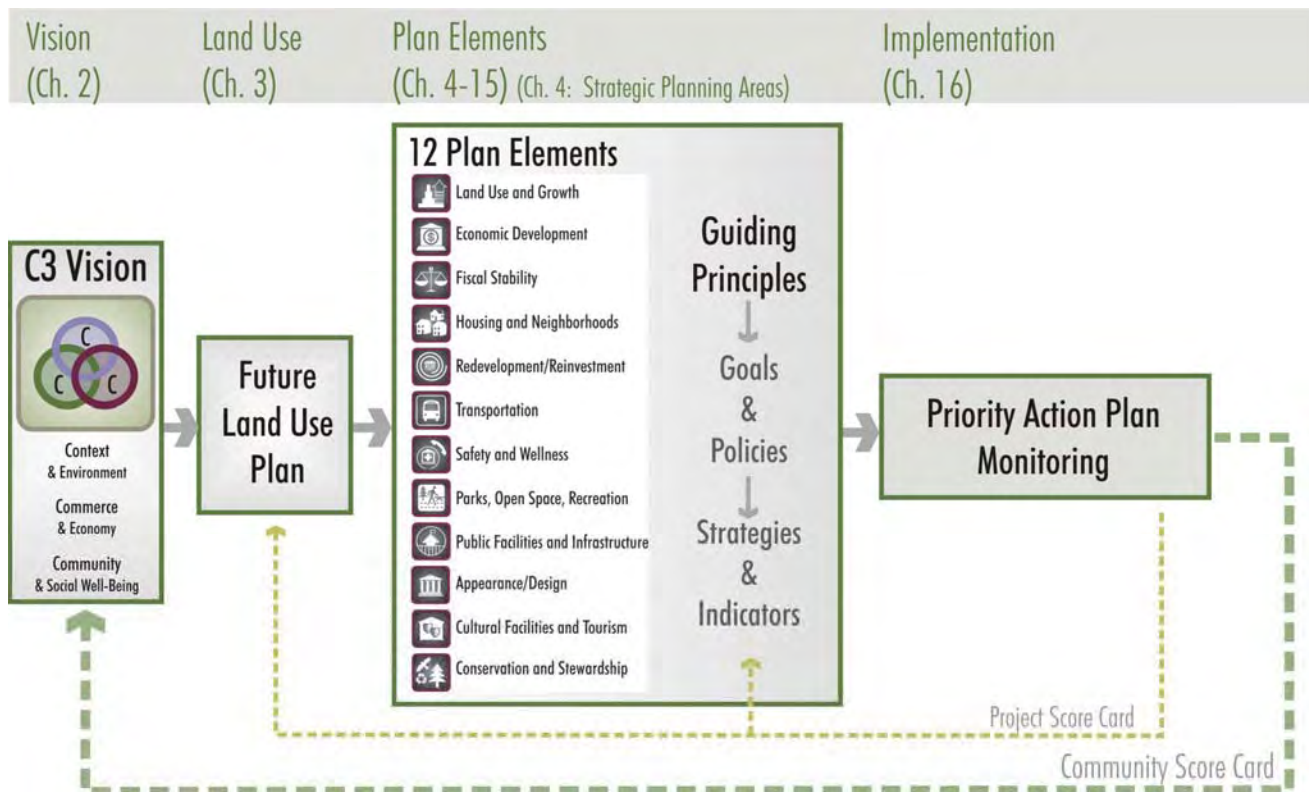 Vision
(Ch. 2)
Land Use
(Ch. 3)
Plan Elements
(Ch. 4-15) (Ch. 4: Strategic Planning Areas)
Implementation
(Ch. 16)
C3 Vision
C
C
C
Context
& Environment
Commerce
& Economy
Community
& Social Well-Being
Future
Land Use
Plan
12 Plan Elements
Land Use and Growth
Economic Development
Fiscal Stability
Housing and Neighborhoods
Redevelopment/Reinvestment
Transportation
Safety and Wellness
Parks, Open Space, Recreation
Public Facilities and Infrastructure
Appearance/Design
Cultural Facilities and Tourism
Conservation and Stewardship
Guiding
Principles
Goals
&
Policies
Strategies
&
Indicators
Priority Action Plan
Monitoring
Project Score Card
Community Score Card